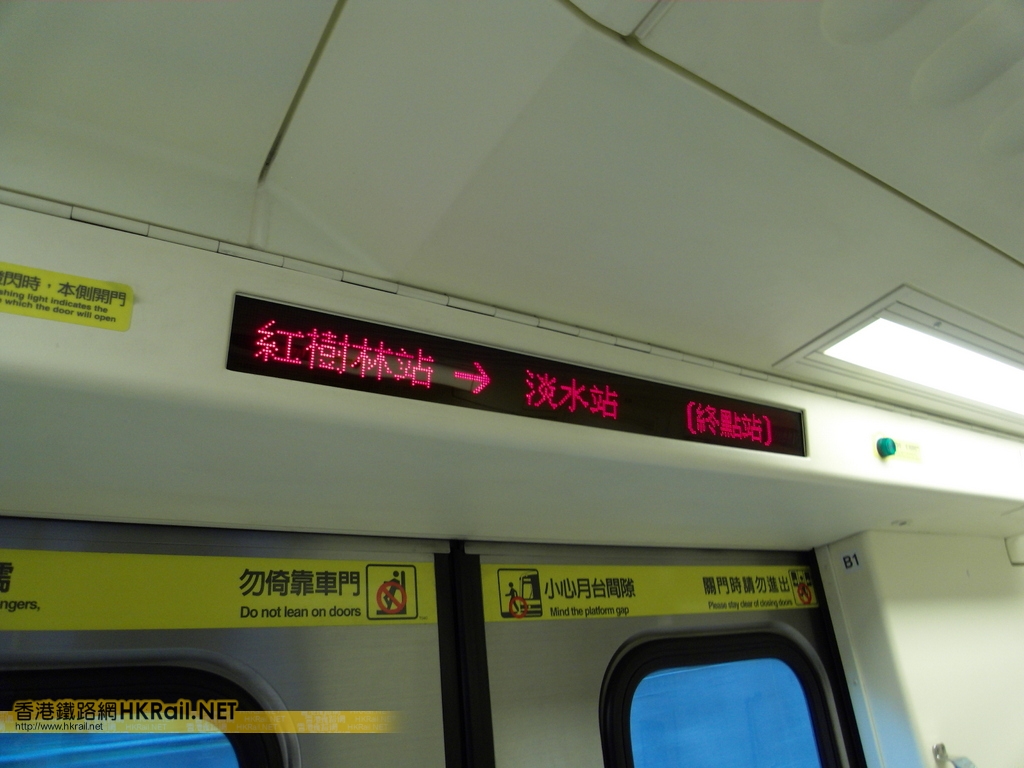 閃時，本側開門
shing light indicates the
which the door will open
紅樹林站 → 淡水站 (終點站)
B1
ngers,
勿倚靠車門
Do not lean on doors
小心月台間隙
Mind the platform gap
關門時請勿進出
Please stay clear of closing doors
香港鐵路網HKRail.NET
http://www.hkrail.net